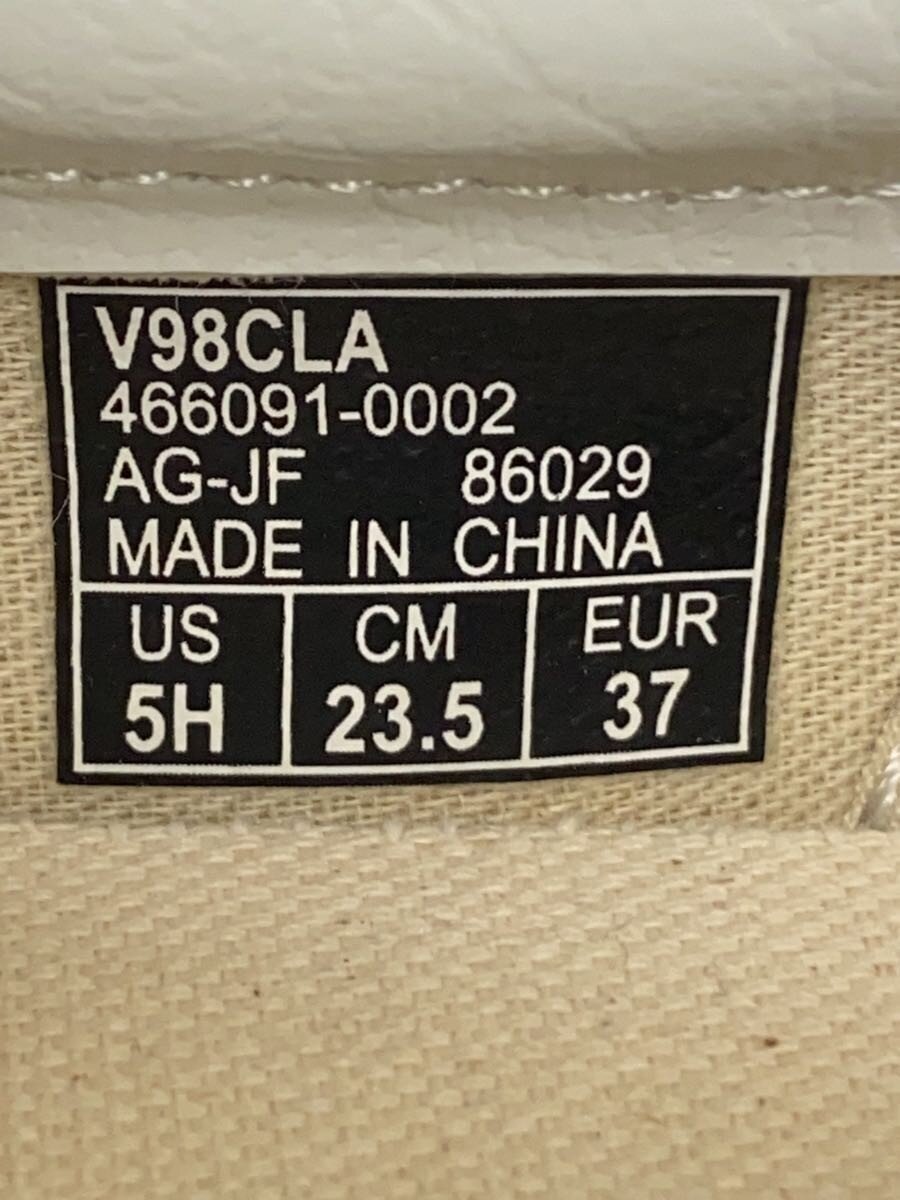 V98CLA
466091-0002
AG-JF 86029
MADE IN CHINA
US CM EUR
5H 23.5 37